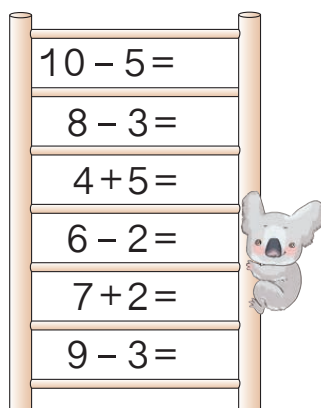 10 – 5 =
8 – 3 =
4+5=
6 – 2 =
7+2=
9 – 3 =